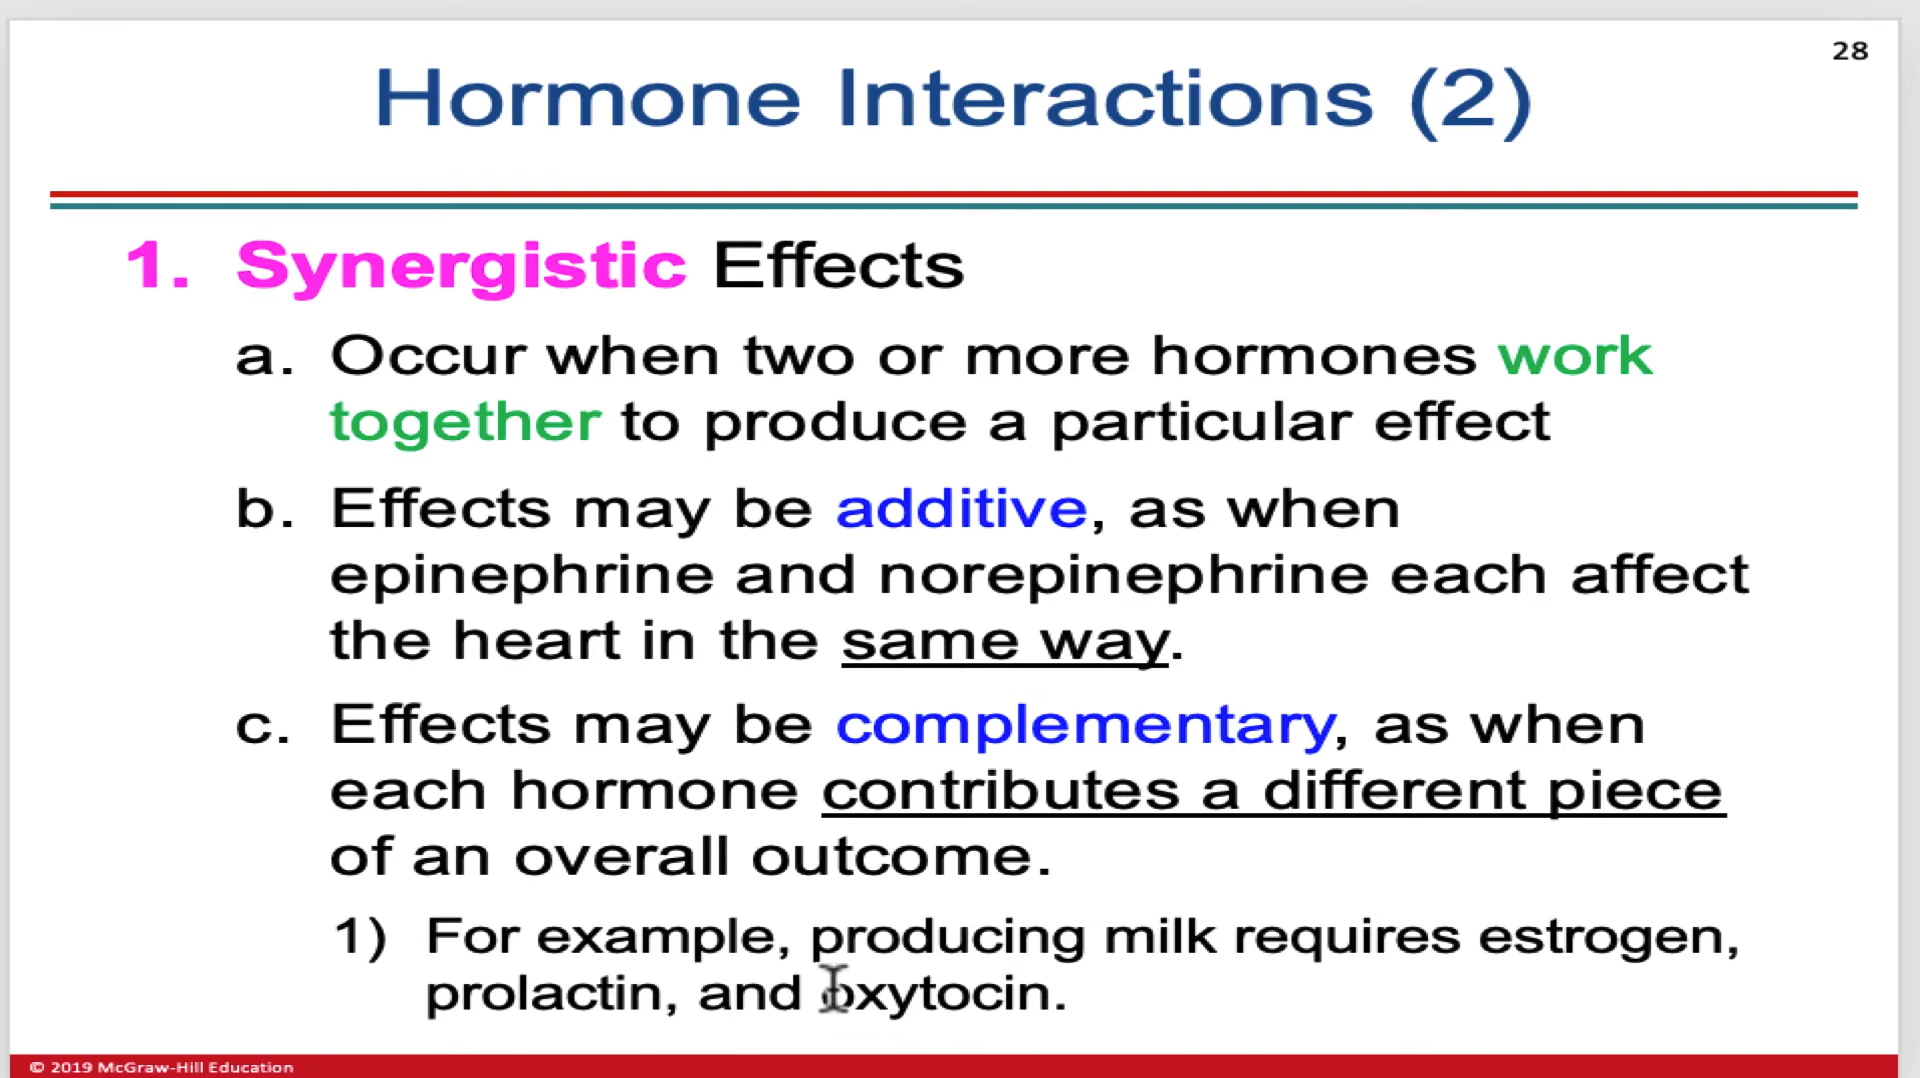 28
Hormone Interactions (2)
1. Synergistic Effects
a. Occur when two or more hormones work
together to produce a particular effect
b. Effects may be additive, as when
epinephrine and norepinephrine each affect
the heart in the same way.
c. Effects may be complementary, as when
each hormone contributes a different piece
of an overall outcome.
1) For example, producing milk requires estrogen,
prolactin, and oxytocin.
© 2019 McGraw-Hill Education